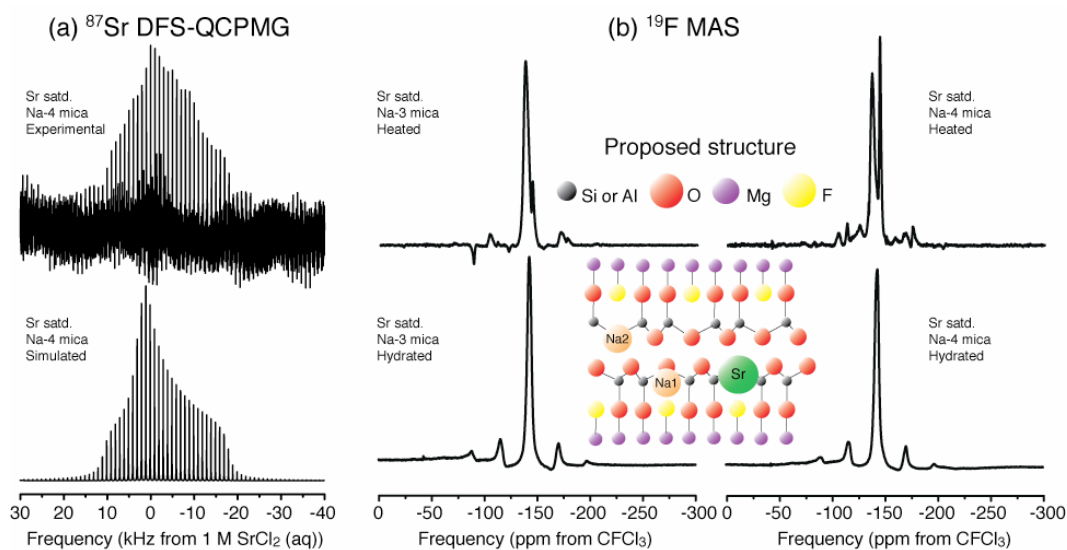 (a) ⁸⁷Sr DFS-QCPMG
Sr satd.
Na-4 mica
Experimental
Sr satd.
Na-4 mica
Simulated
30 20 10 0 -10 -20 -30 -40
Frequency (kHz from 1 M SrCl₂ (aq))
(b) ¹⁹F MAS
Sr satd.
Na-3 mica
Heated
Sr satd.
Na-4 mica
Heated
Proposed structure
Si or Al O Mg F
Na2
Na1
Sr
Sr satd.
Na-3 mica
Hydrated
Sr satd.
Na-4 mica
Hydrated
0 -50 -100 -150 -200 -250 -300
Frequency (ppm from CFCl₃)
0 -50 -100 -150 -200 -250 -300
Frequency (ppm from CFCl₃)